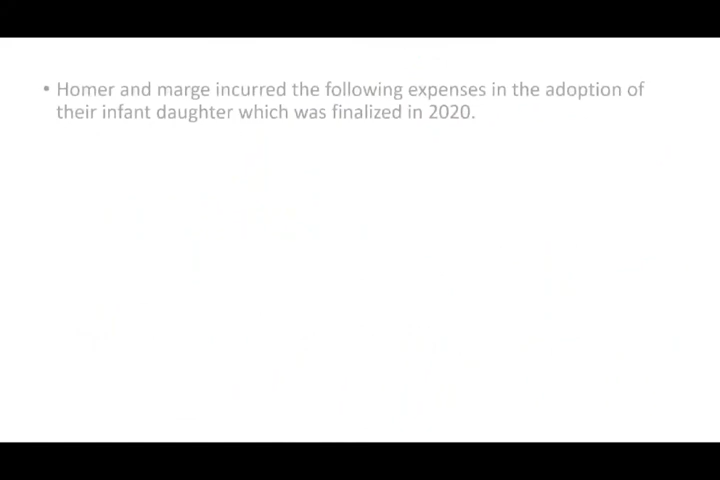 • Homer and marge incurred the following expenses in the adoption of
their infant daughter which was finalized in 2020.